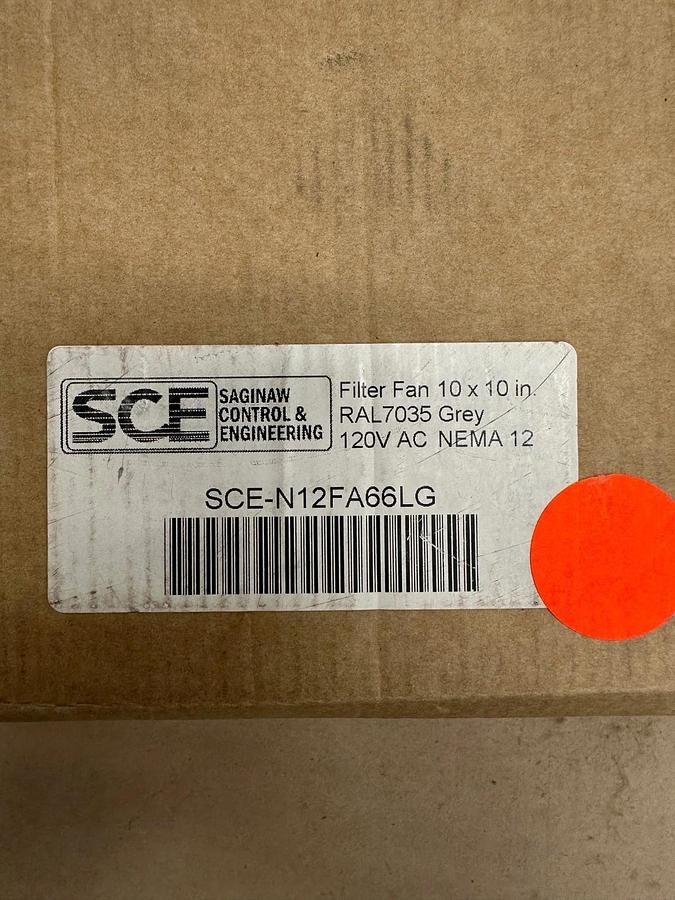 SCE
SAGINAW
CONTROL &
ENGINEERING
Filter Fan 10 x 10 in.
RAL7035 Grey
120V AC NEMA 12
SCE-N12FA66LG